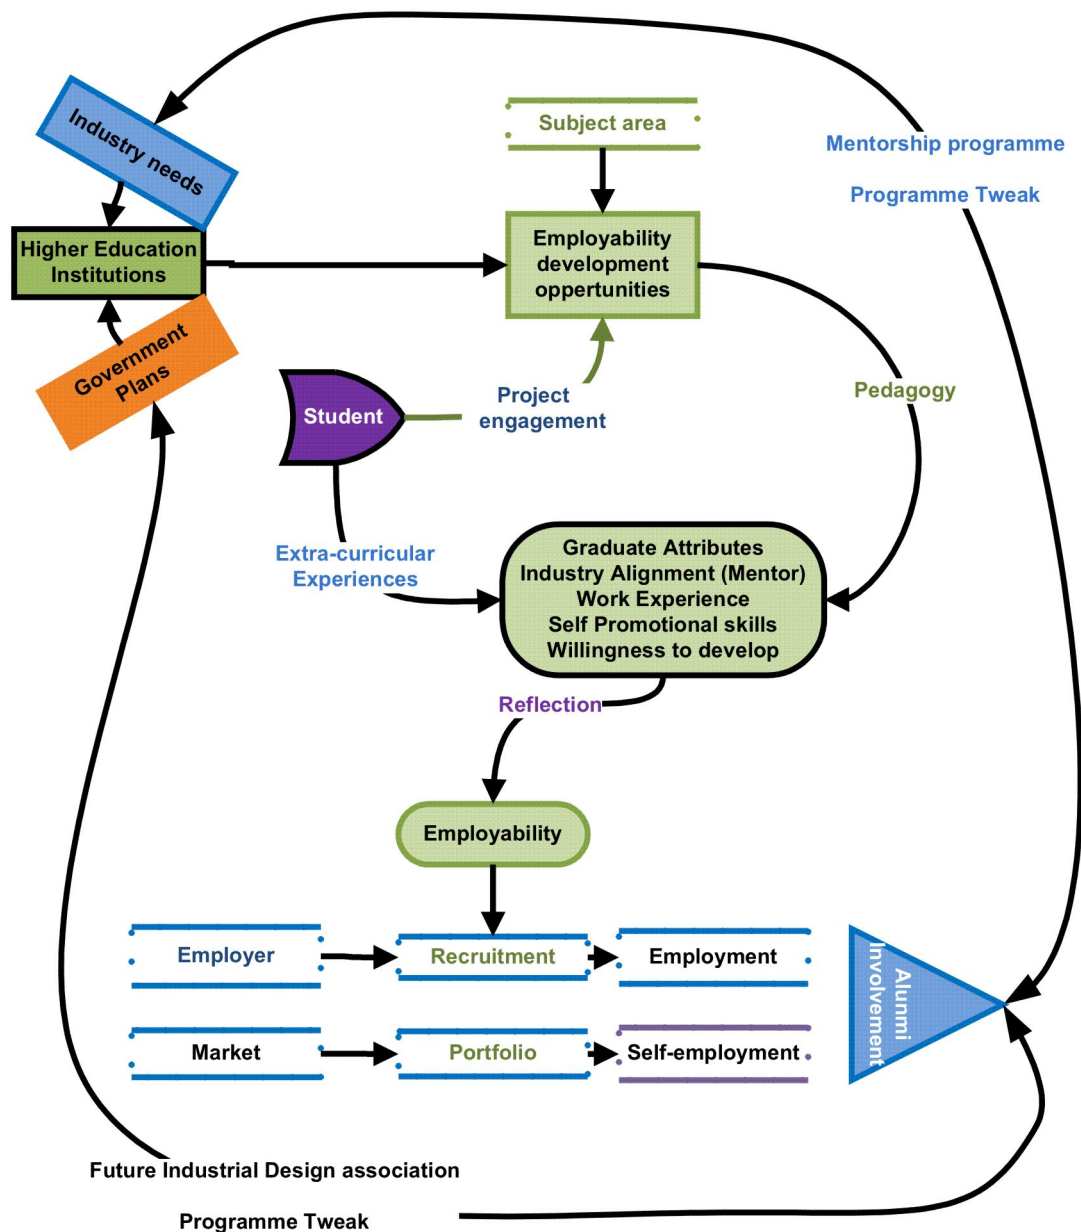 Industry needs
Subject area
Mentorship programme
Programme Tweak
Higher Education
Institutions
Employability
development
oppertunities
Government
Plans
Student
Project
engagement
Pedagogy
Extra-curricular
Experiences
Graduate Attributes
Industry Alignment (Mentor)
Work Experience
Self Promotional skills
Willingness to develop
Reflection
Employability
Employer
Recruitment
Employment
Alunmi
Involvement
Market
Portfolio
Self-employment
Future Industrial Design association
Programme Tweak